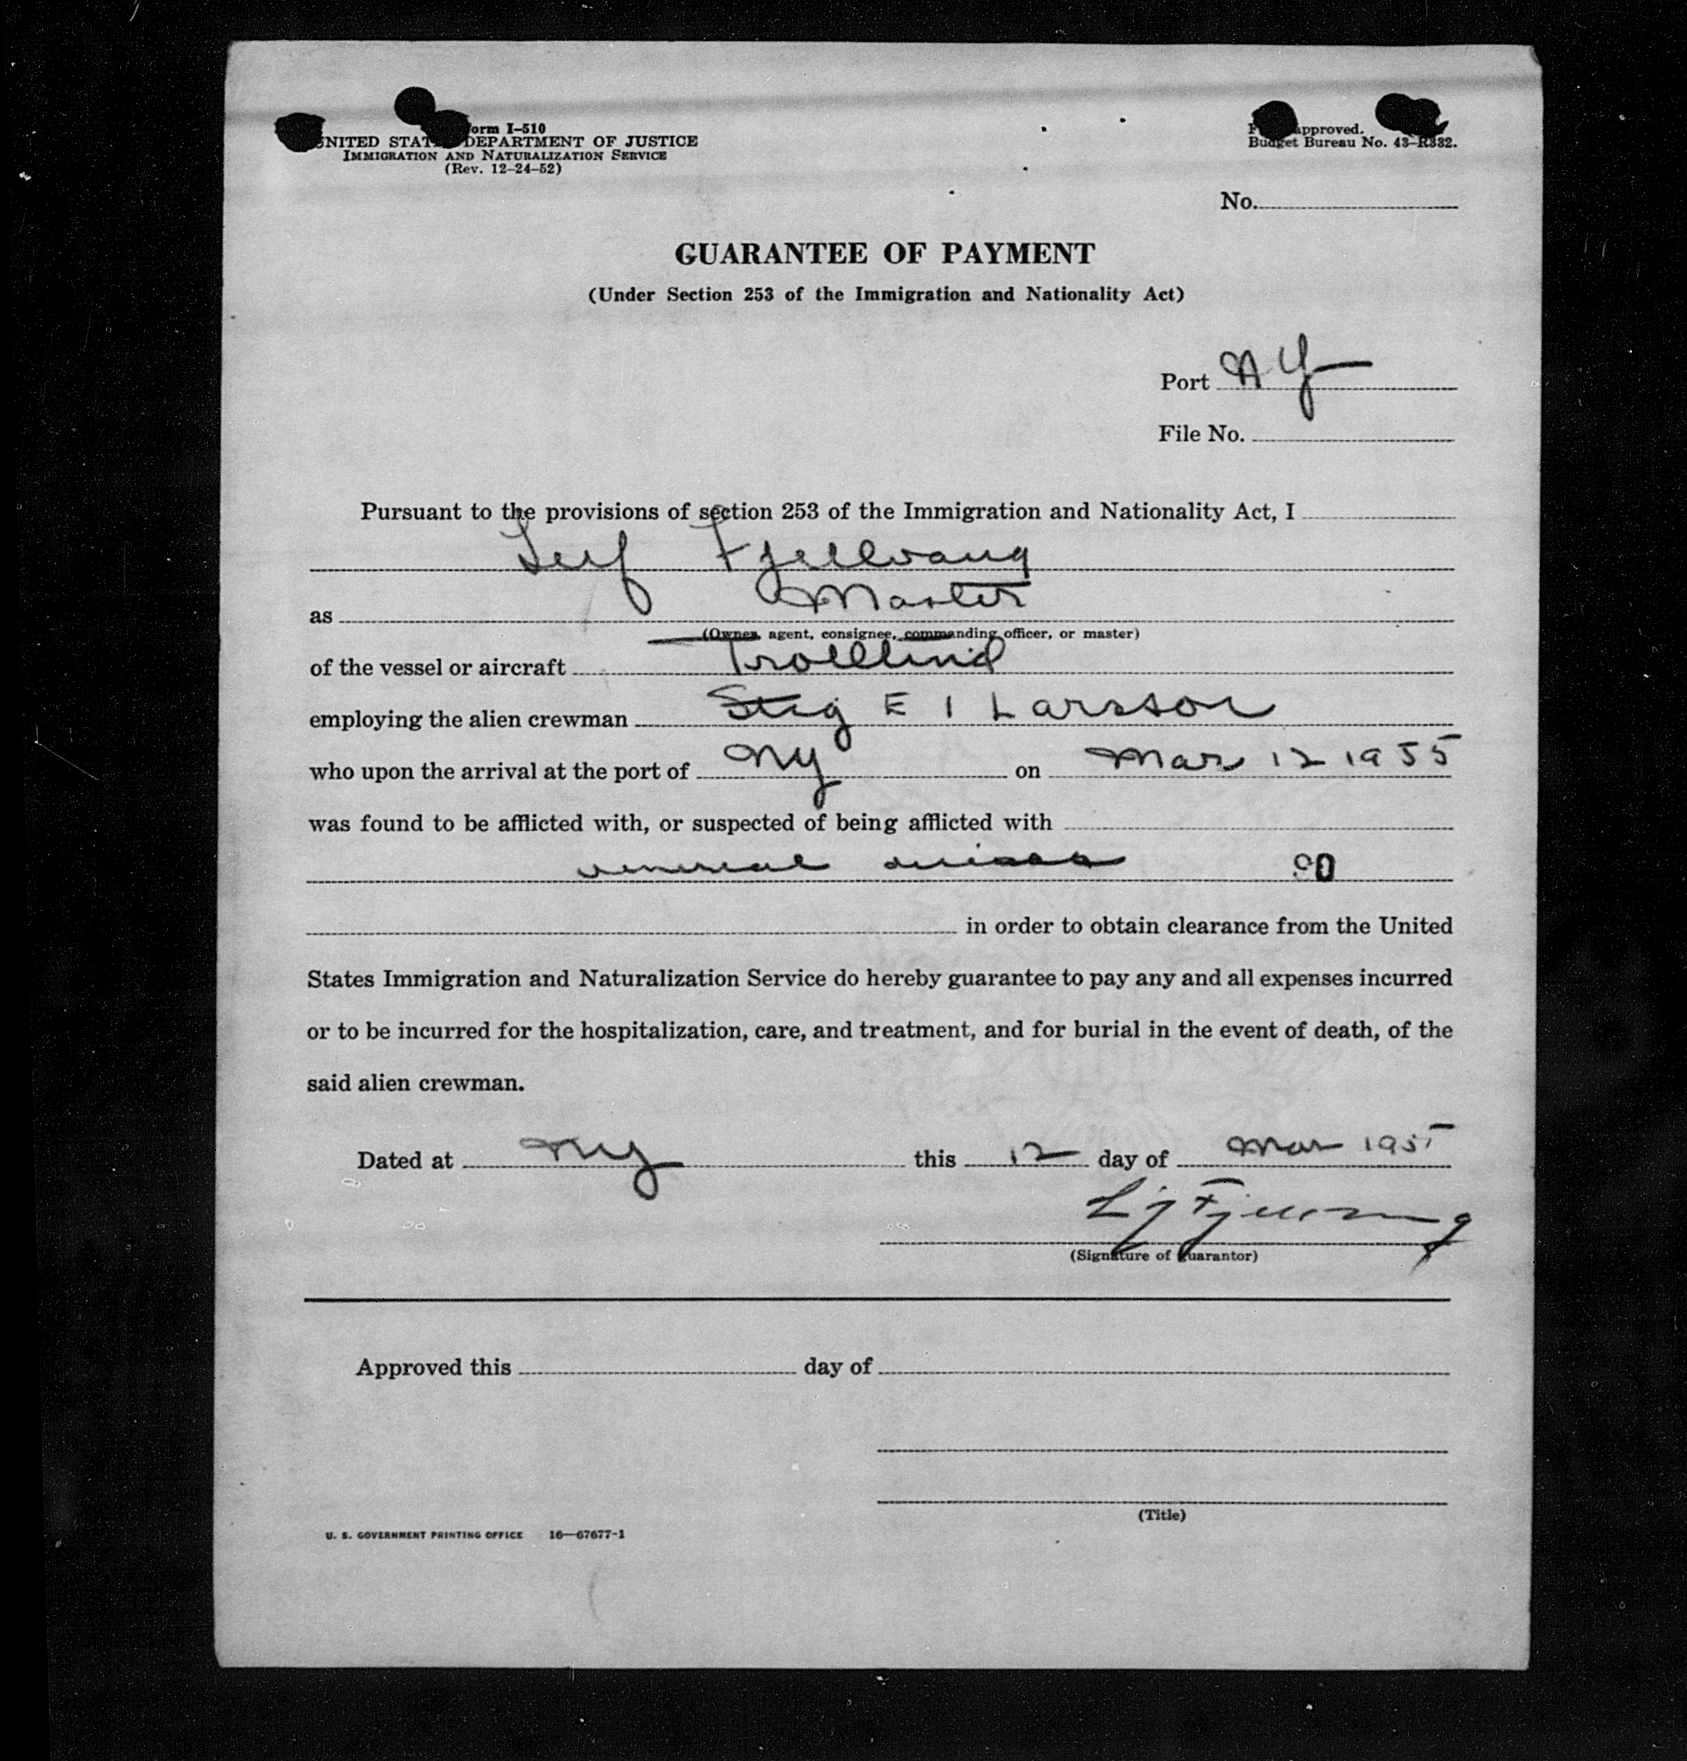 Form I-510
UNITED STATES DEPARTMENT OF JUSTICE
IMMIGRATION AND NATURALIZATION SERVICE
(Rev. 12-24-52)
Form approved.
Budget Bureau No. 43-R332.
No.
GUARANTEE OF PAYMENT
(Under Section 253 of the Immigration and Nationality Act)
Port NY
File No.
Pursuant to the provisions of section 253 of the Immigration and Nationality Act, I
Leif Fjellvang
as Master
(Owner, agent, consignee, commanding officer, or master)
of the vessel or aircraft Trolltind
employing the alien crewman Stig E I Larsson
who upon the arrival at the port of NY on Mar 12 1955
was found to be afflicted with, or suspected of being afflicted with
venereal disease 90
in order to obtain clearance from the United
States Immigration and Naturalization Service do hereby guarantee to pay any and all expenses incurred
or to be incurred for the hospitalization, care, and treatment, and for burial in the event of death, of the
said alien crewman.
Dated at NY this 12 day of Mar 1955
L Fjellvang
(Signature of guarantor)
Approved this day of
(Title)
U. S. GOVERNMENT PRINTING OFFICE 16—67677-1